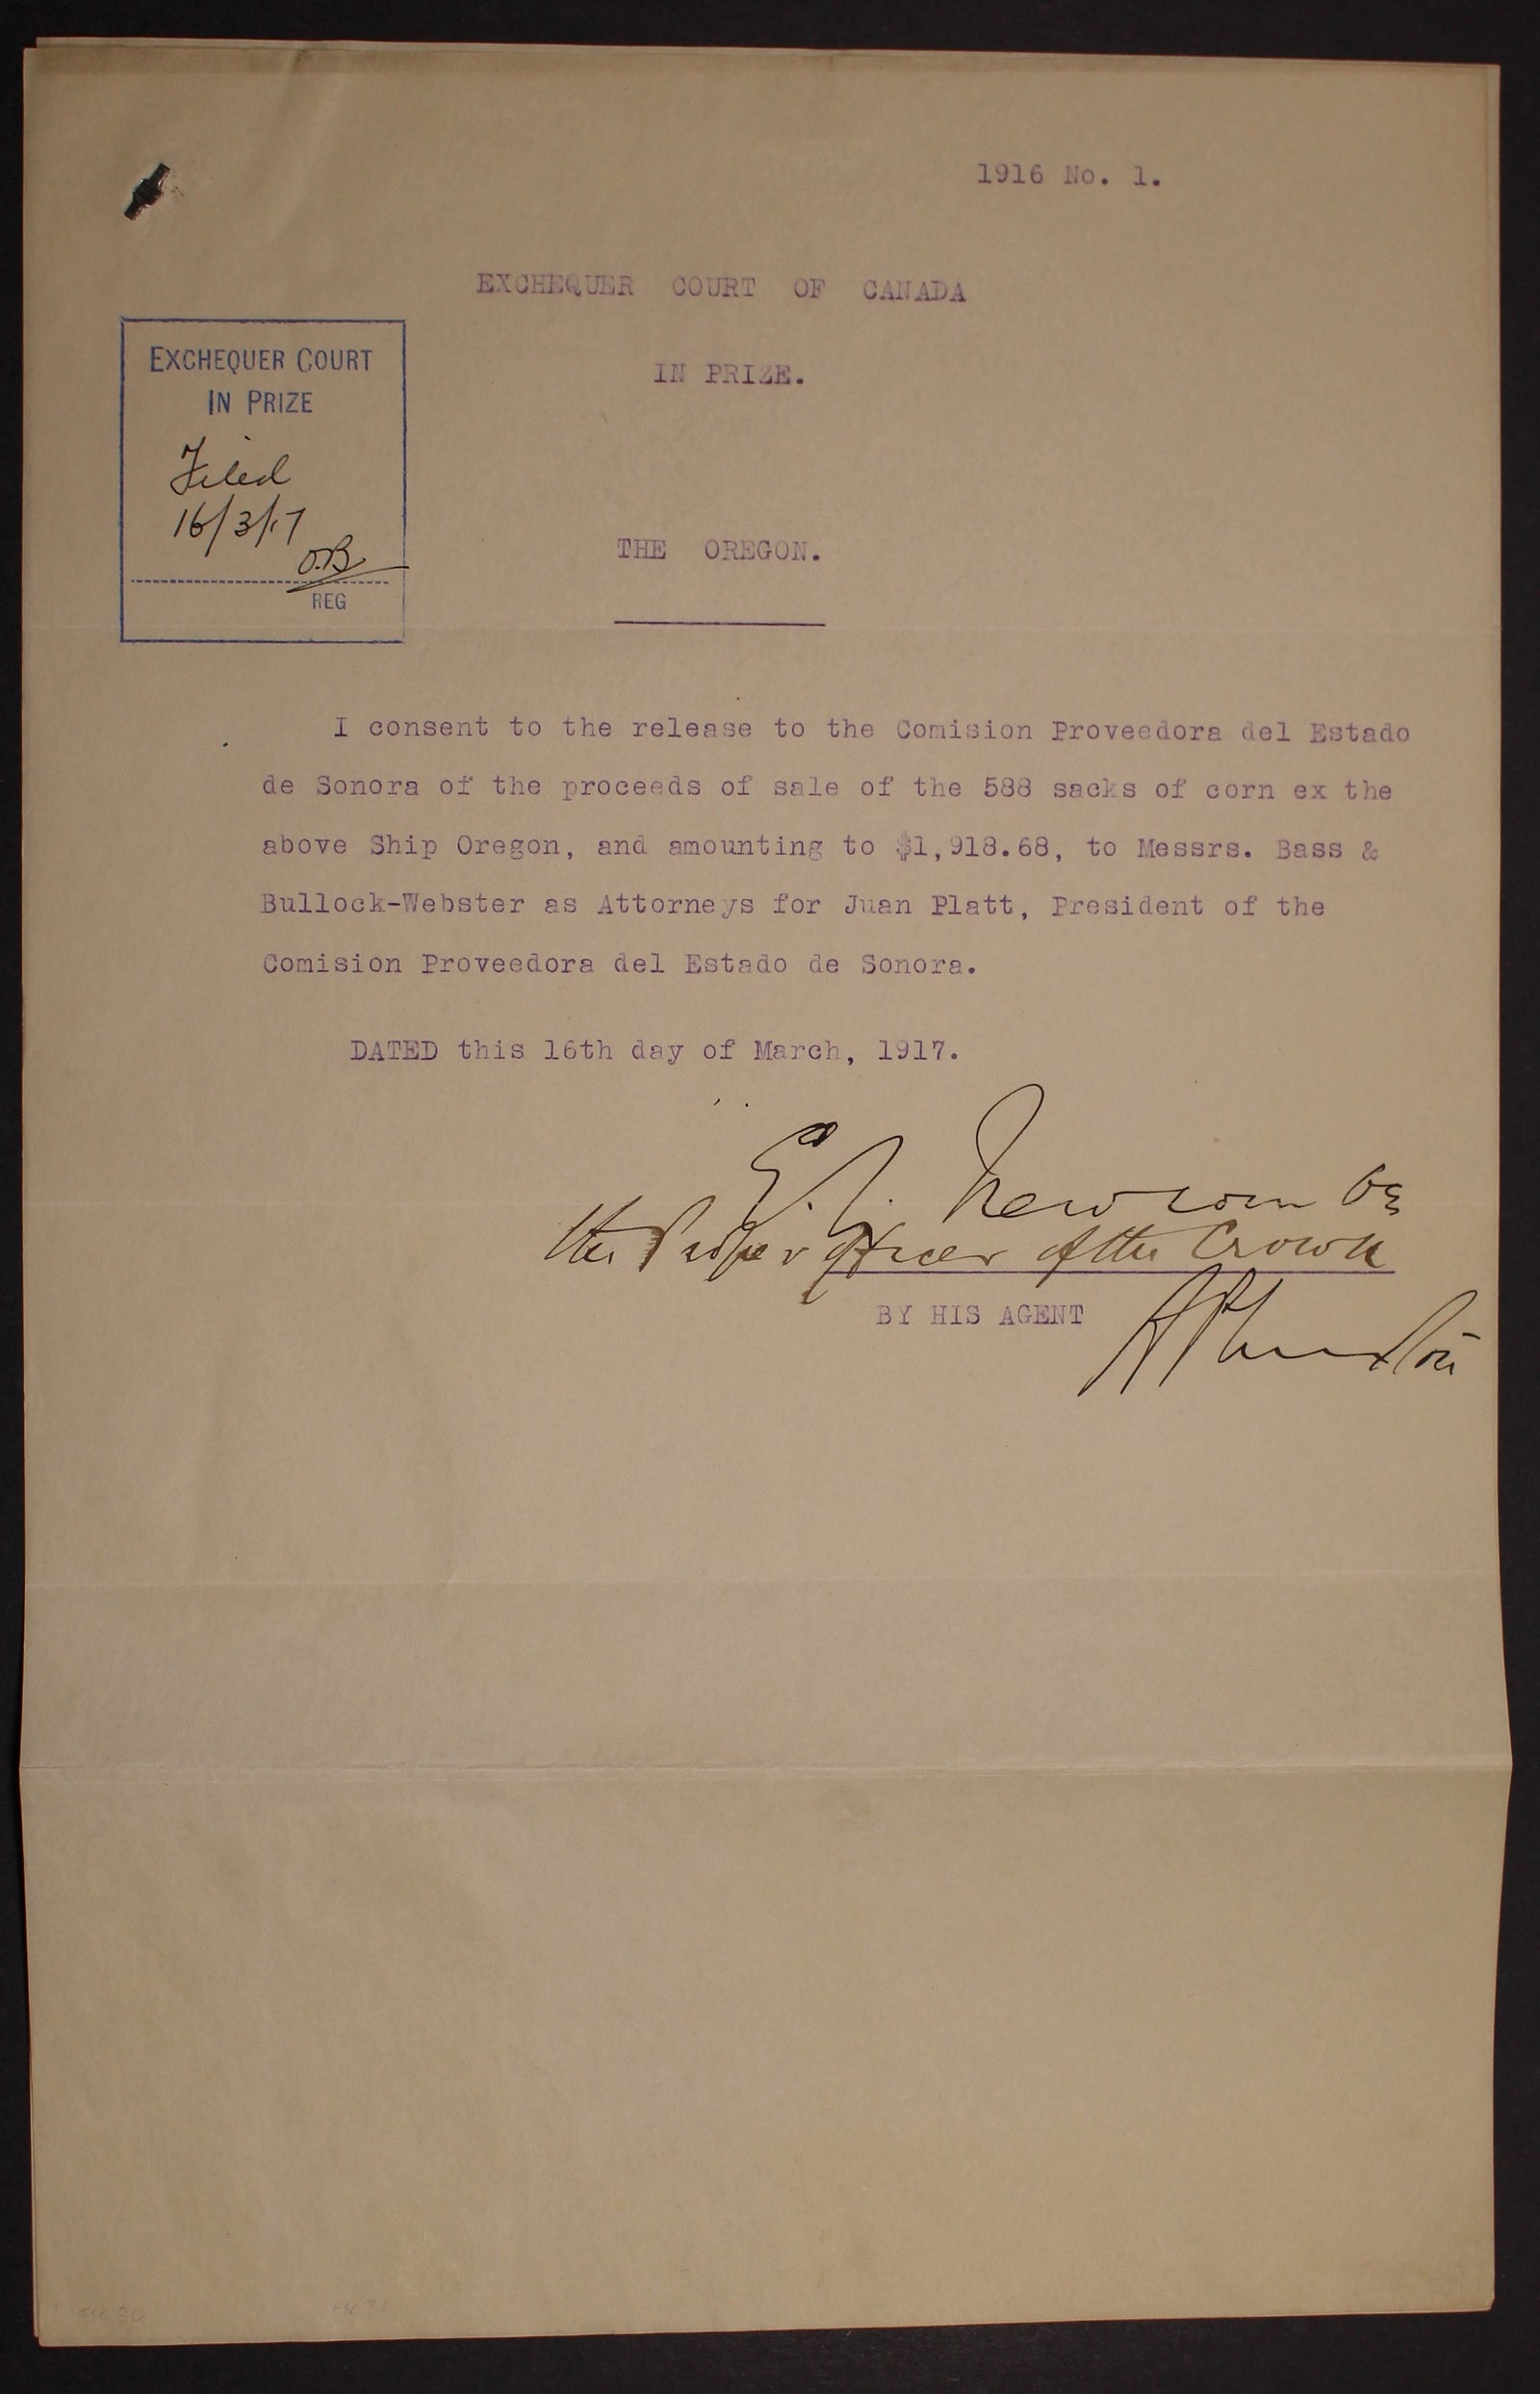 1916 No. 1.
EXCHEQUER COURT OF CANADA
IN PRIZE.
EXCHEQUER COURT
IN PRIZE
Filed
16/3/17
O.B
REG
THE OREGON.
I consent to the release to the Comision Proveedora del Estado
de Sonora of the proceeds of sale of the 588 sacks of corn ex the
above Ship Oregon, and amounting to $1,918.68, to Messrs. Bass &
Bullock-Webster as Attorneys for Juan Platt, President of the
Comision Proveedora del Estado de Sonora.
DATED this 16th day of March, 1917.
E. L. Newcombe
the Proper Officer of the Crown
BY HIS AGENT